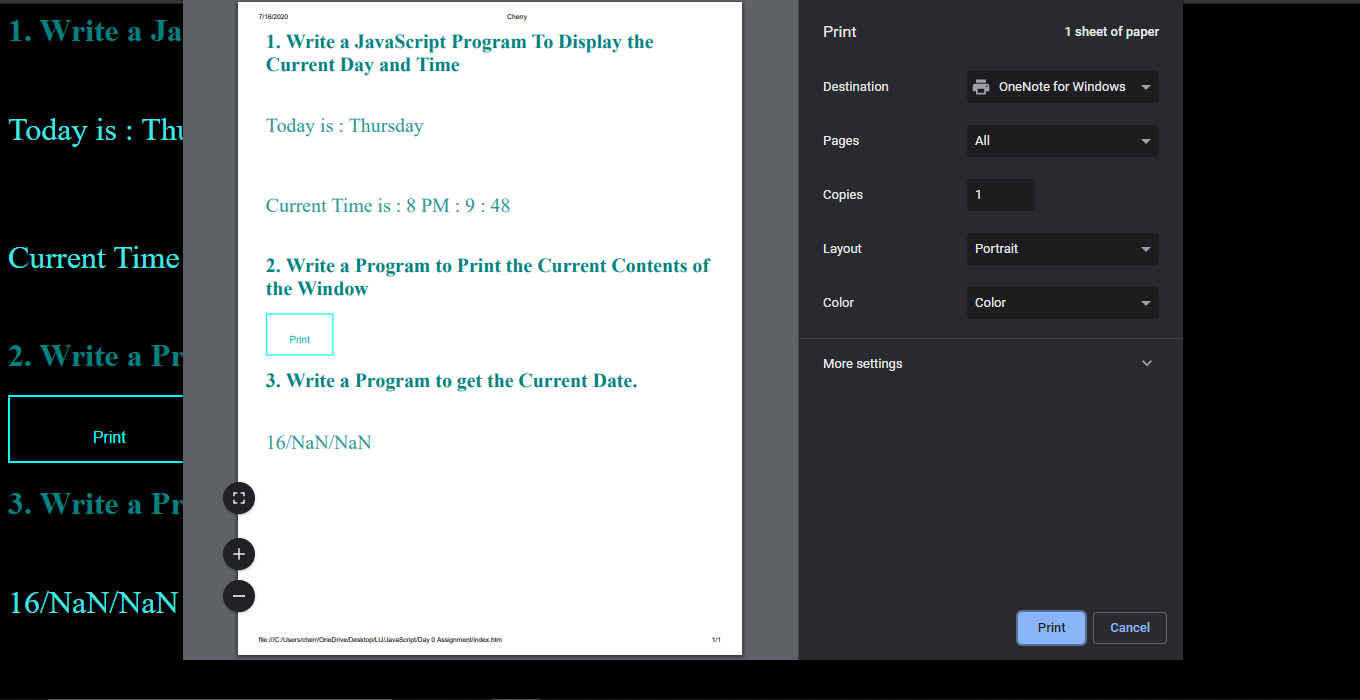 1. Write a Ja
Today is : Thu
Current Time
2. Write a Pr
Print
3. Write a Pr
16/NaN/NaN
7/16/2020
Cherry
1. Write a JavaScript Program To Display the
Current Day and Time
Today is : Thursday
Current Time is : 8 PM : 9 : 48
2. Write a Program to Print the Current Contents of
the Window
Print
3. Write a Program to get the Current Date.
16/NaN/NaN
file:///C:/Users/cherr/OneDrive/Desktop/LU/JavaScript/Day 0 Assignment/index.htm
1/1
Print
1 sheet of paper
Destination
OneNote for Windows
Pages
All
Copies
1
Layout
Portrait
Color
Color
More settings
Print
Cancel